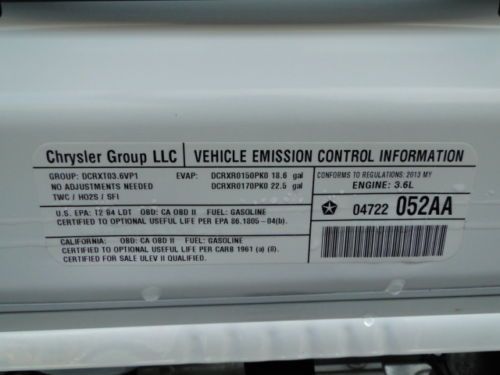 Chrysler Group LLC VEHICLE EMISSION CONTROL INFORMATION
GROUP: DCRXT03.6VP1
NO ADJUSTMENTS NEEDED
TWC / HO2S / SFI
EVAP: DCRXR0150PK0 18.6 gal
DCRXR0170PK0 22.5 gal
CONFORMS TO REGULATIONS: 2013 MY
ENGINE: 3.6L
U.S. EPA: T2 B4 LDT OBD: CA OBD II FUEL: GASOLINE
CERTIFIED TO OPTIONAL USEFUL LIFE PER EPA 86.1805-04(b).
04722 052AA
CALIFORNIA: OBD: CA OBD II FUEL: GASOLINE
CERTIFIED TO OPTIONAL USEFUL LIFE PER CARB 1961 (a) (8).
CERTIFIED FOR SALE ULEV II QUALIFIED.